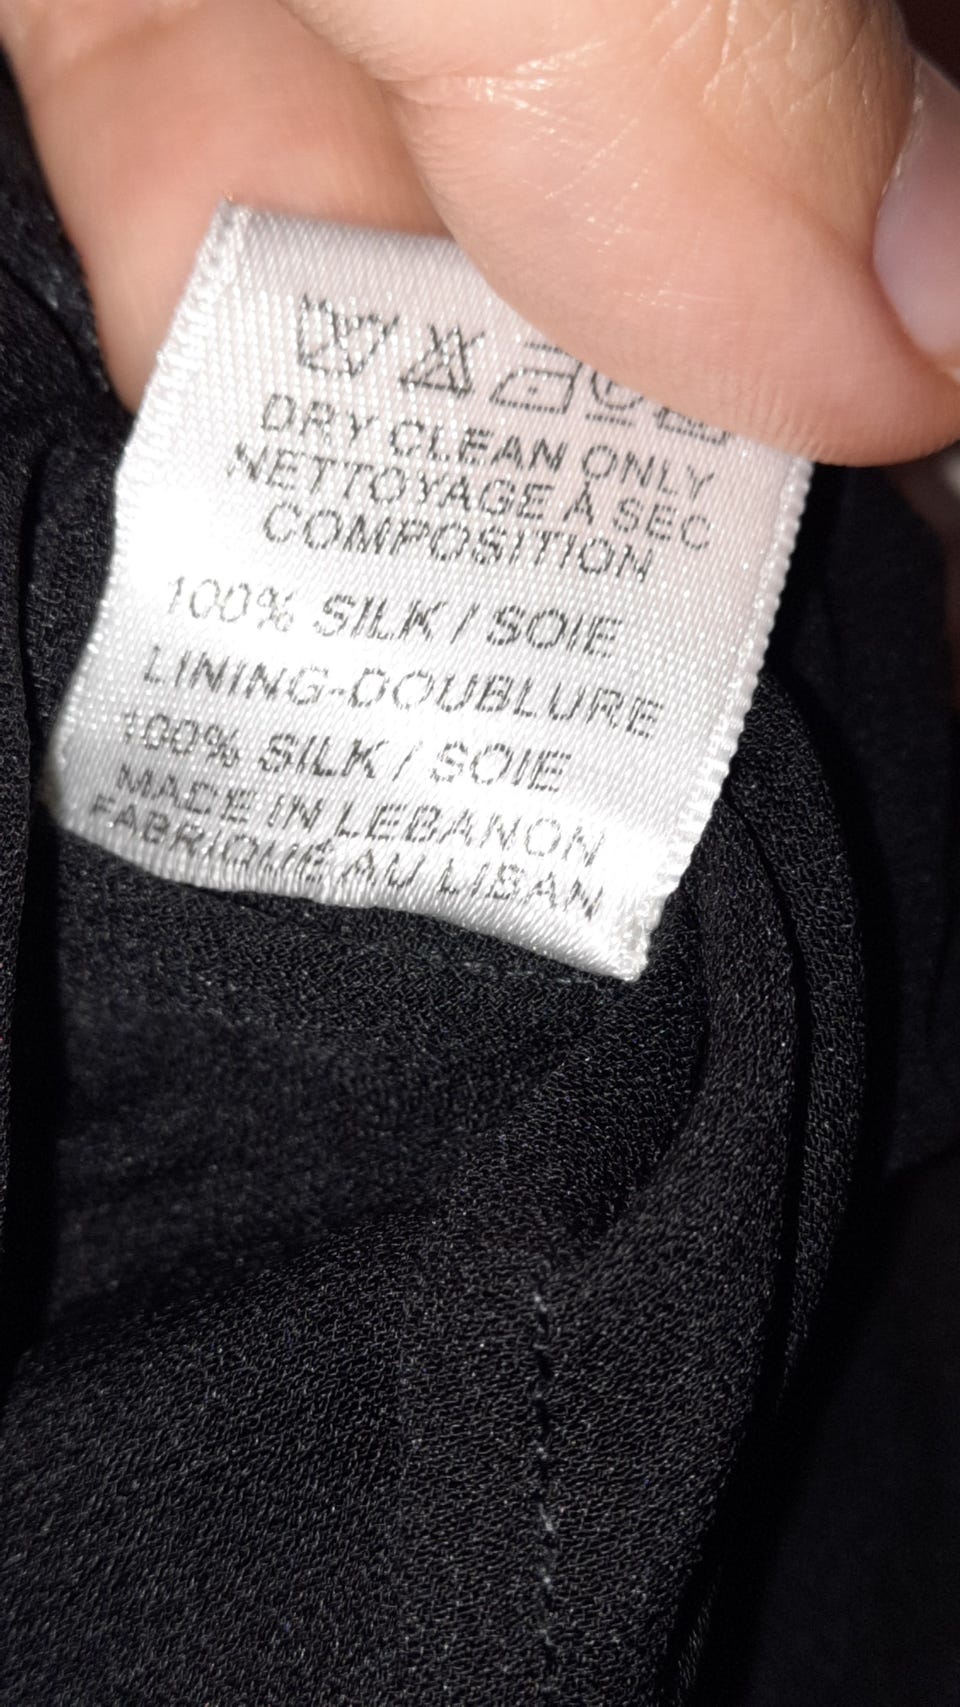 DRY CLEAN ONLY
NETTOYAGE À SEC
COMPOSITION
100% SILK / SOIE
LINING-DOUBLURE
100% SILK / SOIE
MADE IN LEBANON
FABRIQUÉ AU LIBAN